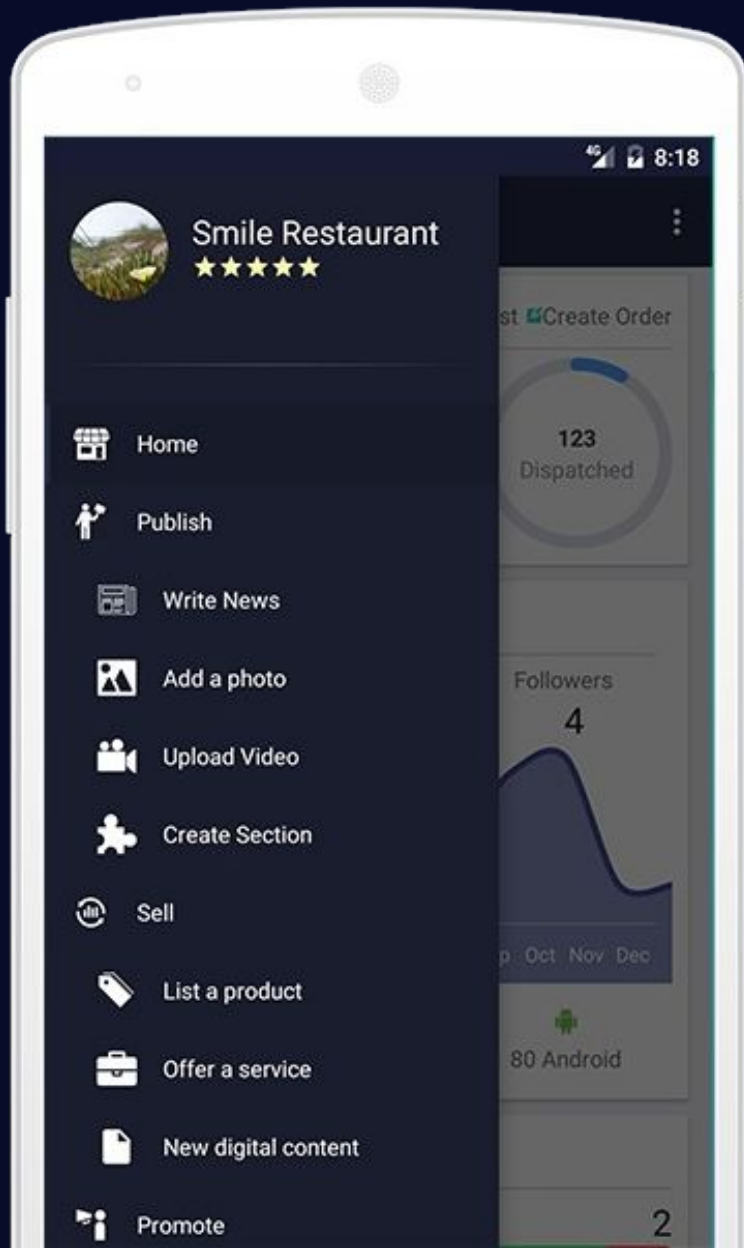 4G 8:18
Smile Restaurant
st Create Order
Home
123
Dispatched
Publish
Write News
Add a photo
Followers
4
Upload Video
Create Section
Sell
p Oct Nov Dec
List a product
80 Android
Offer a service
New digital content
Promote
2